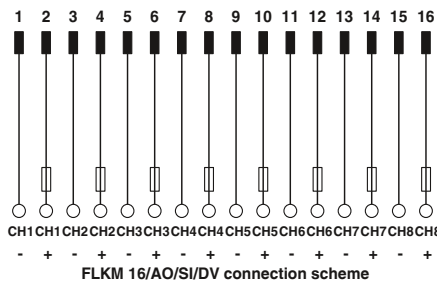 1 2 3 4 5 6 7 8 9 10 11 12 13 14 15 16
CH1 CH1 CH2 CH2 CH3 CH3 CH4 CH4 CH5 CH5 CH6 CH6 CH7 CH7 CH8 CH8
- + - + - + - + - + - + - + - +
FLKM 16/AO/SI/DV connection scheme